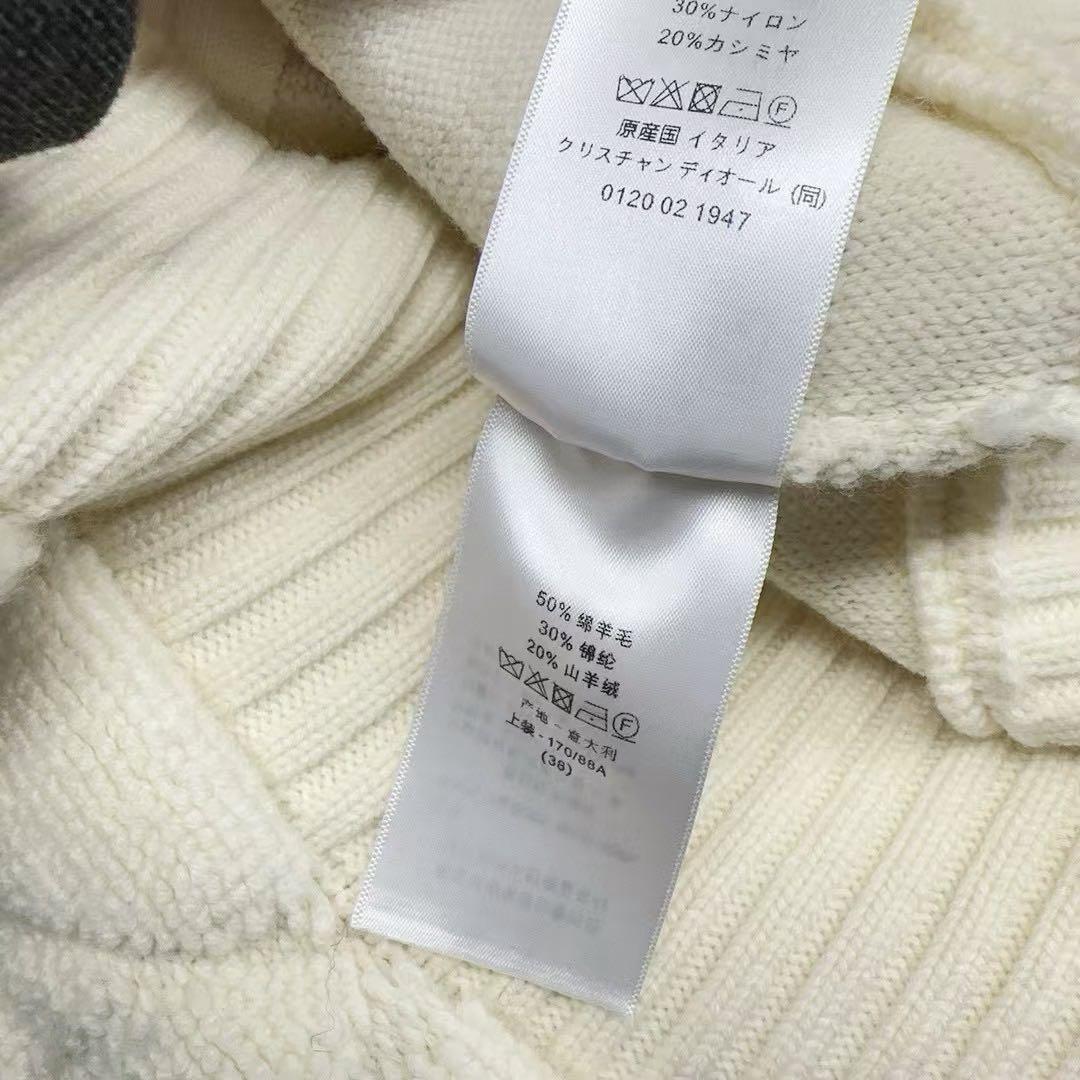 30%ナイロン
20%カシミヤ
F
原産国 イタリア
クリスチャン ディオール (同)
0120 02 1947
50% 绵羊毛
30% 锦纶
20% 山羊绒
F
产地 - 意大利
上装 - 170/88A
(38)